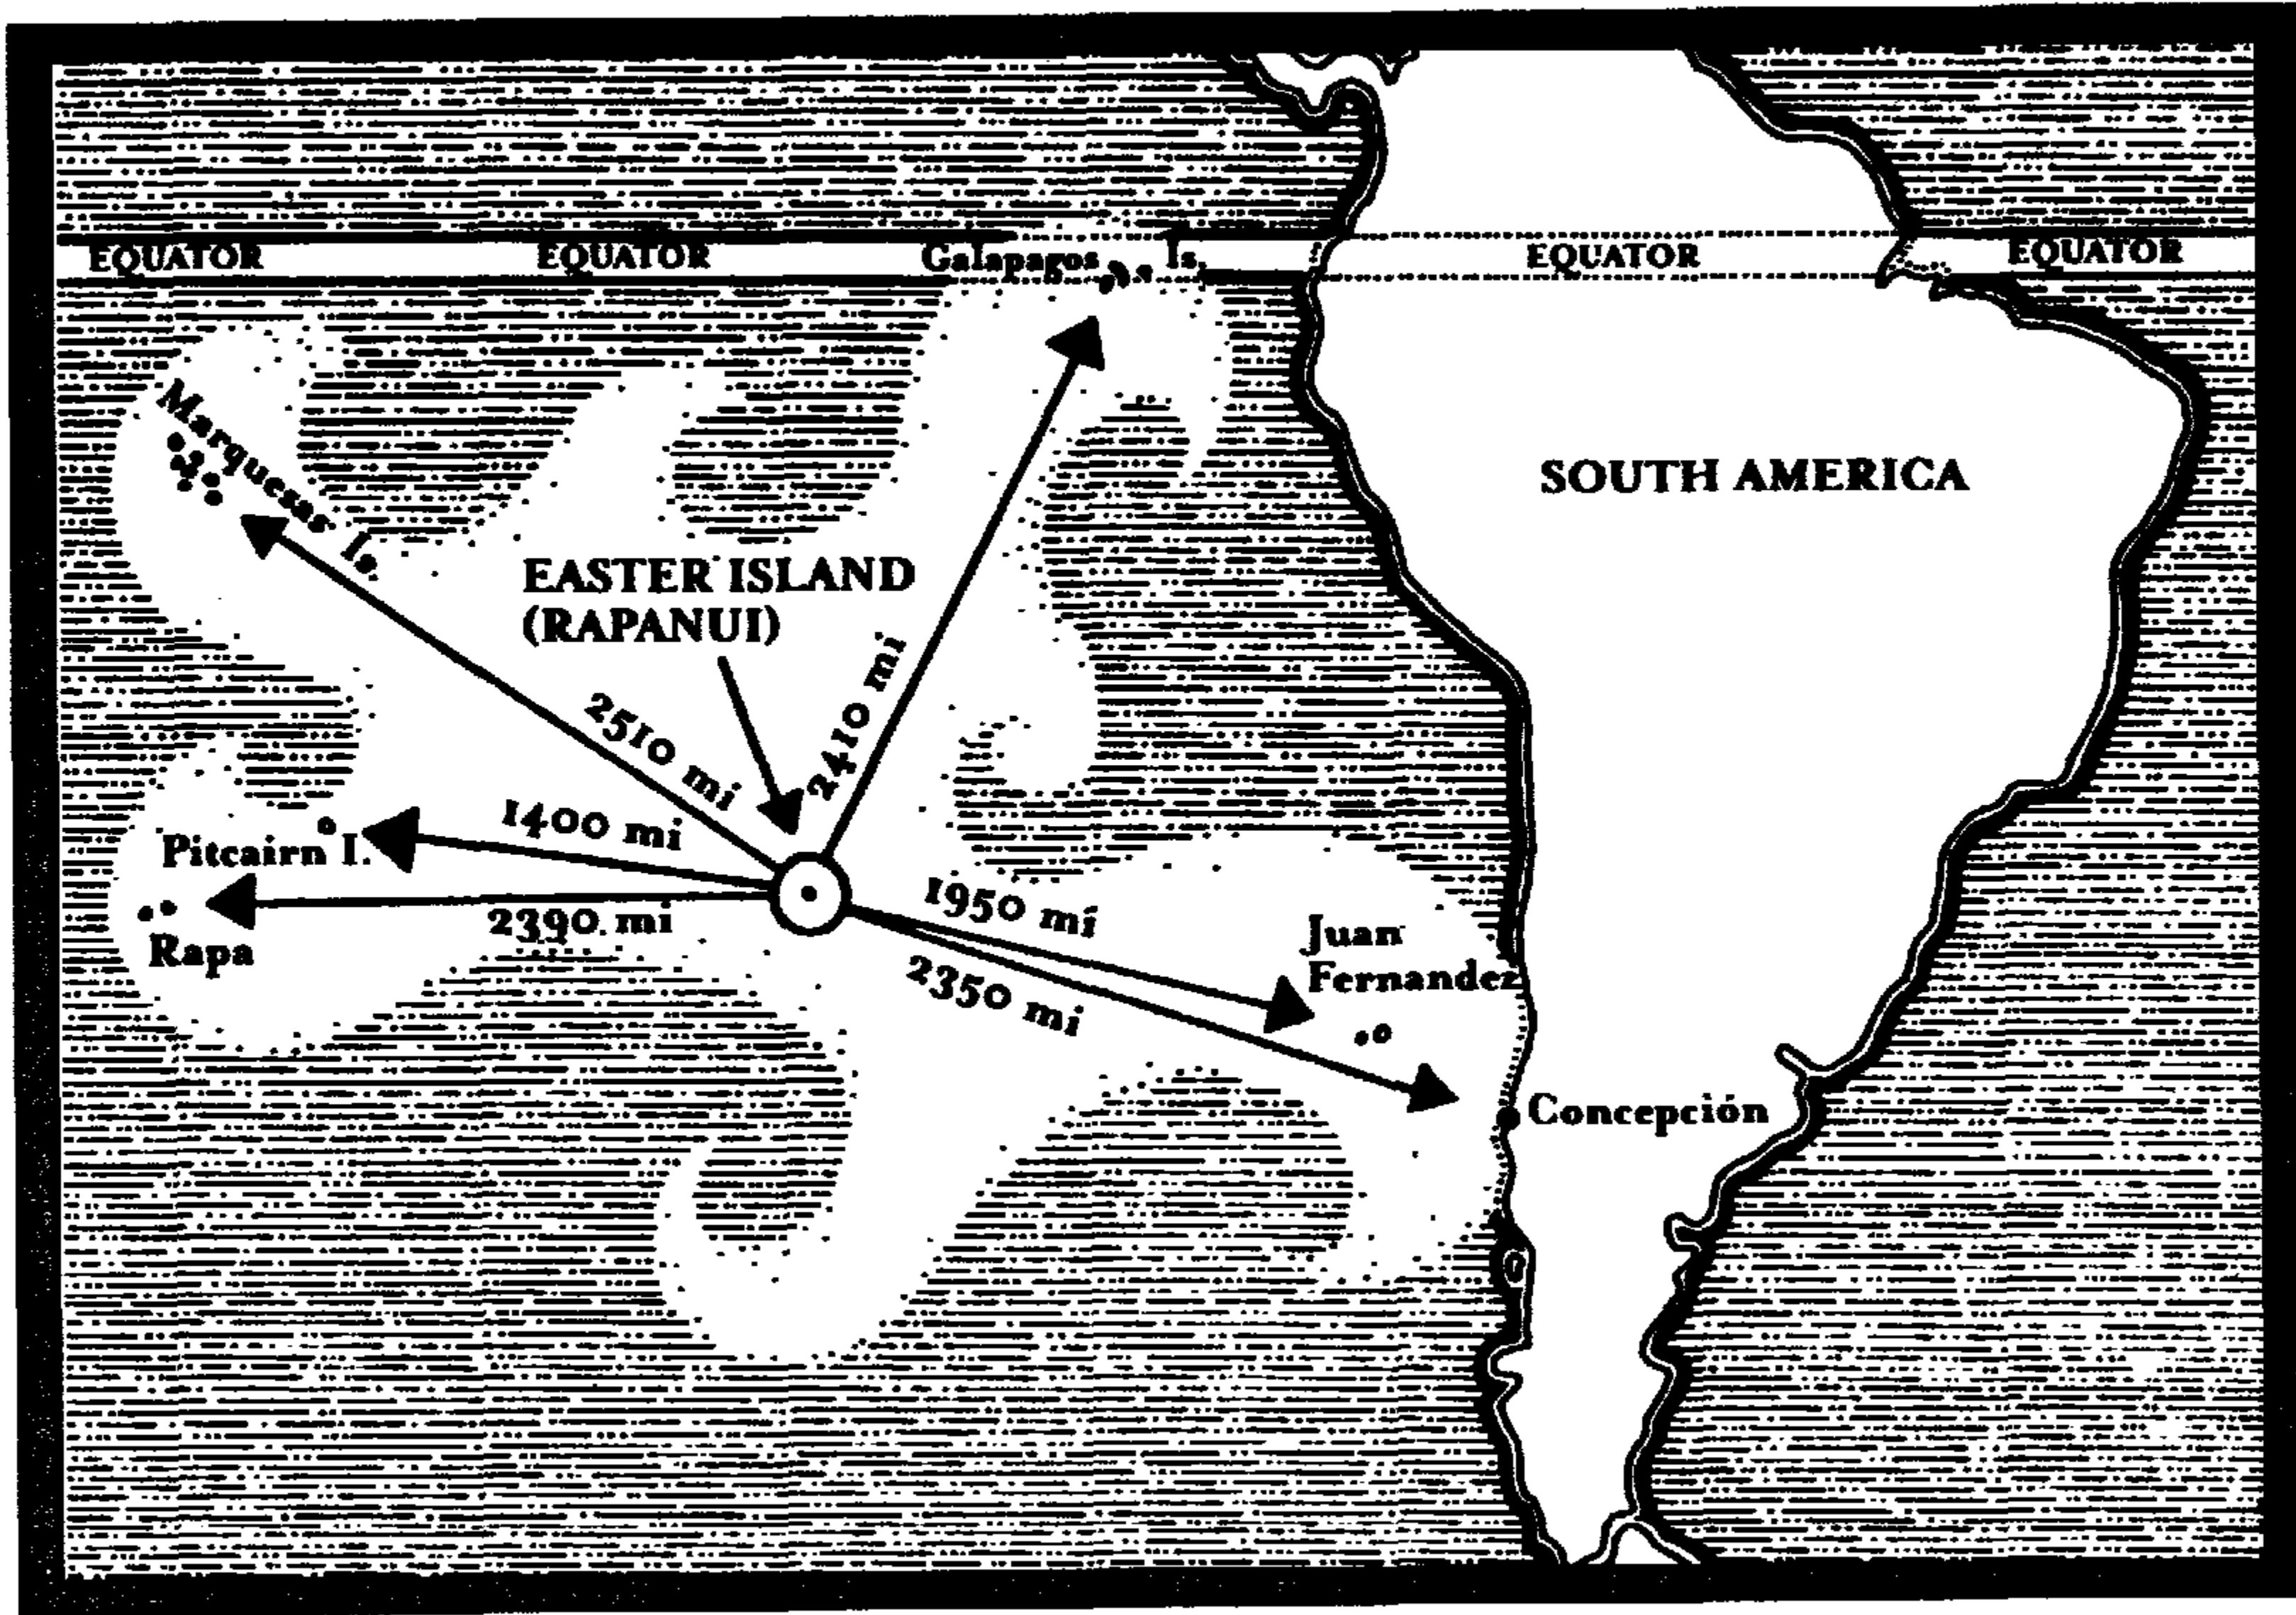 EQUATOR
EQUATOR
Galapagos Is.
EQUATOR
EQUATOR
Marquesas Is.
SOUTH AMERICA
EASTER ISLAND
(RAPANUI)
2510 mi
2410 mi
1400 mi
Pitcairn I.
2390 mi
Rapa
1950 mi
2350 mi
Juan
Fernandez
Concepción